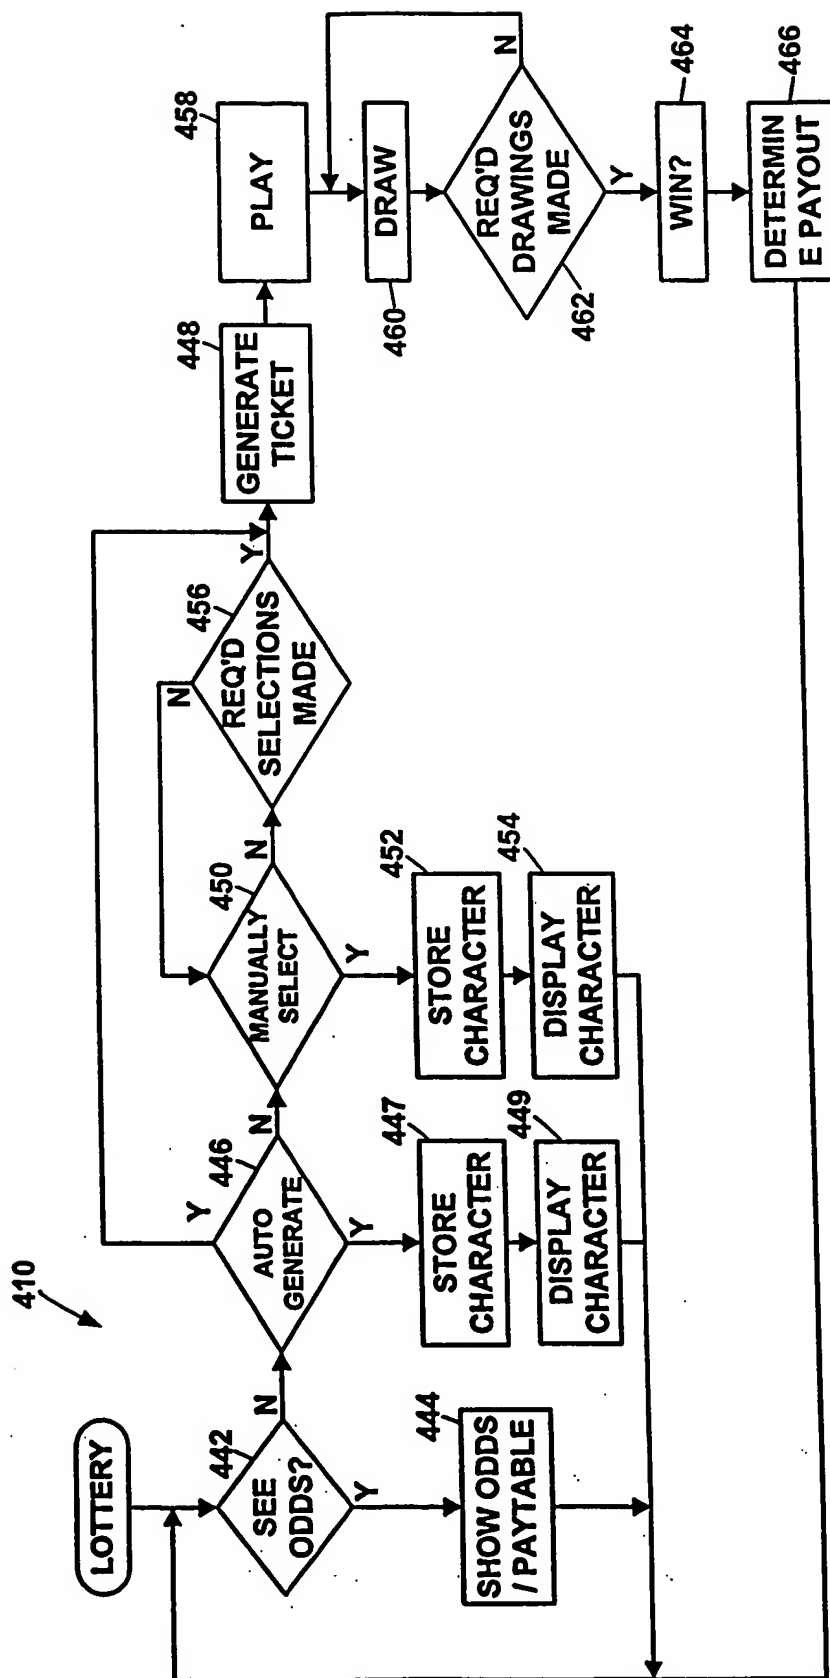 410
LOTTERY
442
SEE
ODDS?
N
Y
444
SHOW ODDS
/ PAYTABLE
446
AUTO
GENERATE
Y
N
Y
447
STORE
CHARACTER
449
DISPLAY
CHARACTER
450
MANUALLY
SELECT
N
Y
452
STORE
CHARACTER
454
DISPLAY
CHARACTER
456
REQ'D
SELECTIONS
MADE
N
Y
448
GENERATE
TICKET
458
PLAY
460
DRAW
462
REQ'D
DRAWINGS
MADE
N
Y
464
WIN?
466
DETERMIN
E PAYOUT